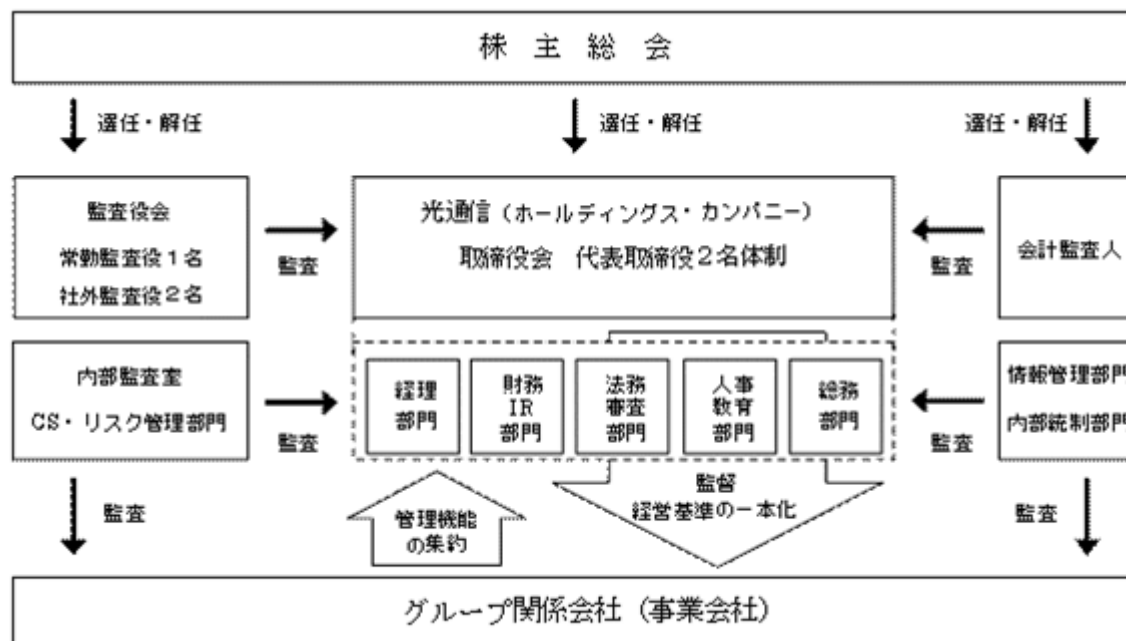 株主総会
選任・解任
選任・解任
選任・解任
監査役会
常勤監査役1名
社外監査役2名
監査
光通信(ホールディングス・カンパニー)
取締役会 代表取締役2名体制
監査
会計監査人
内部監査室
CS・リスク管理部門
監査
経理
部門
財務
IR
部門
法務
審査
部門
人事
教育
部門
総務
部門
監査
情報管理部門
内部統制部門
監査
管理機能
の集約
監督
経営基準の一本化
監査
グループ関係会社(事業会社)